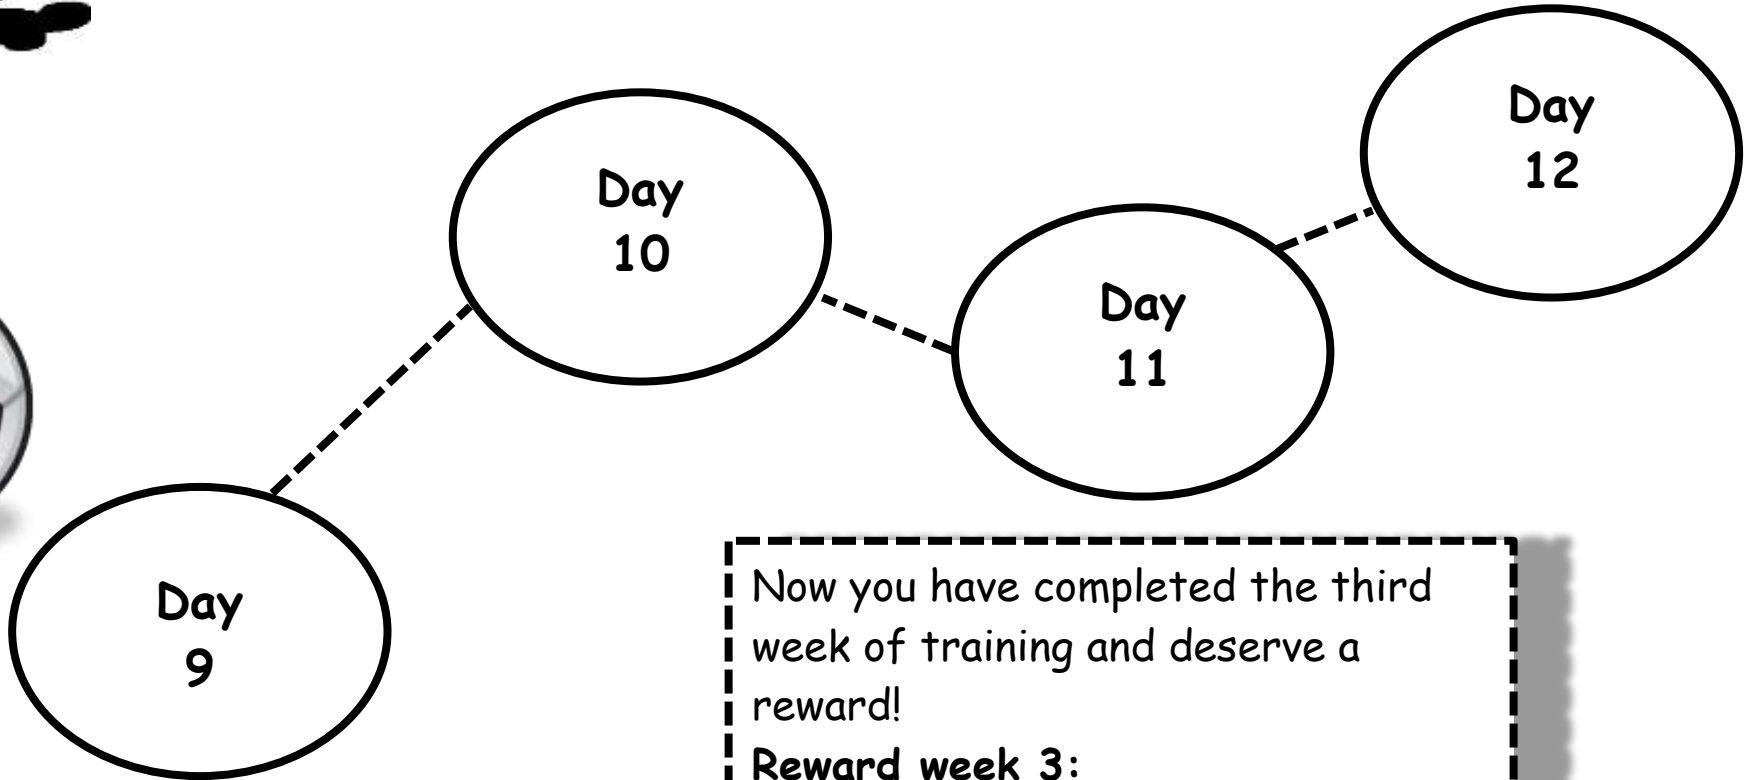 Day
9
Day
10
Day
11
Day
12
Now you have completed the third
week of training and deserve a
reward!
Reward week 3: